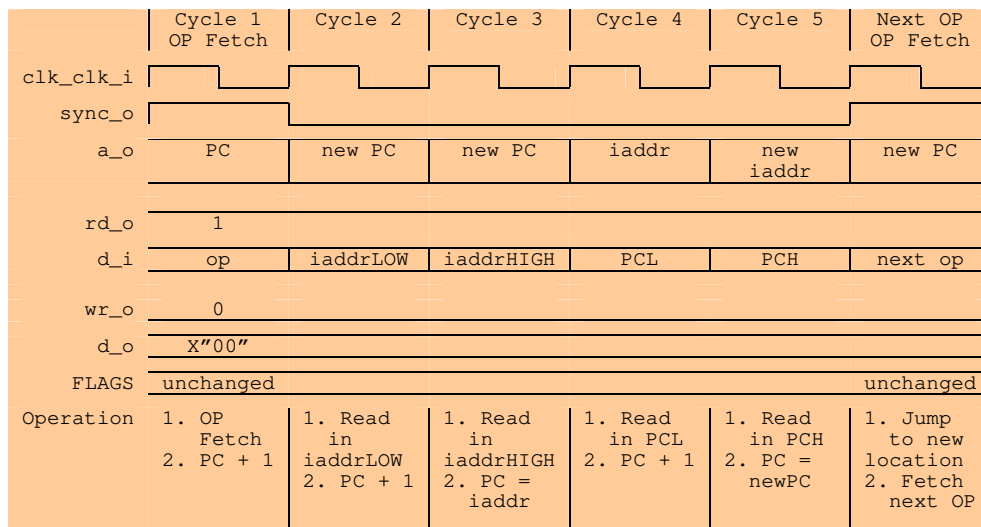 Cycle 1 Cycle 2 Cycle 3 Cycle 4 Cycle 5 Next OP
OP Fetch OP Fetch
clk_clk_i
sync_o
a_o PC new PC new PC iaddr new new PC
iaddr
rd_o 1
d_i op iaddrLOW iaddrHIGH PCL PCH next op
wr_o 0
d_o X"00"
FLAGS unchanged unchanged
Operation 1. OP 1. Read 1. Read 1. Read 1. Read 1. Jump
Fetch in in in PCL in PCH to new
2. PC + 1 iaddrLOW iaddrHIGH 2. PC + 1 2. PC = location
2. PC + 1 2. PC = newPC 2. Fetch
iaddr next OP